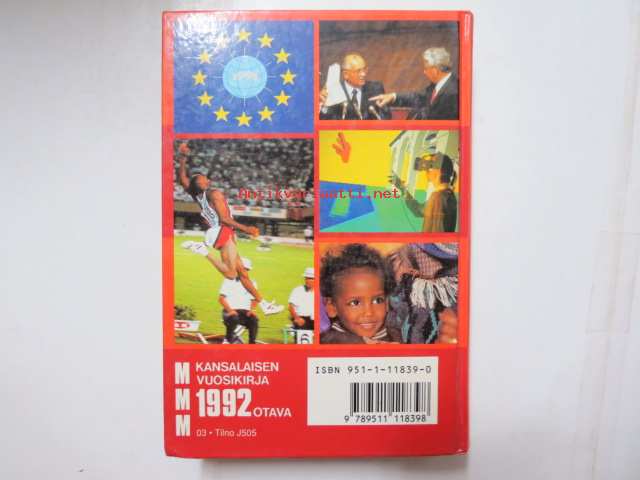 Antikvariaatti.net
ISBN 951-1-11839-0
MMM
KANSALAISEN
VUOSIKIRJA
1992 OTAVA
03 • Tilno J505
9 789511 118398